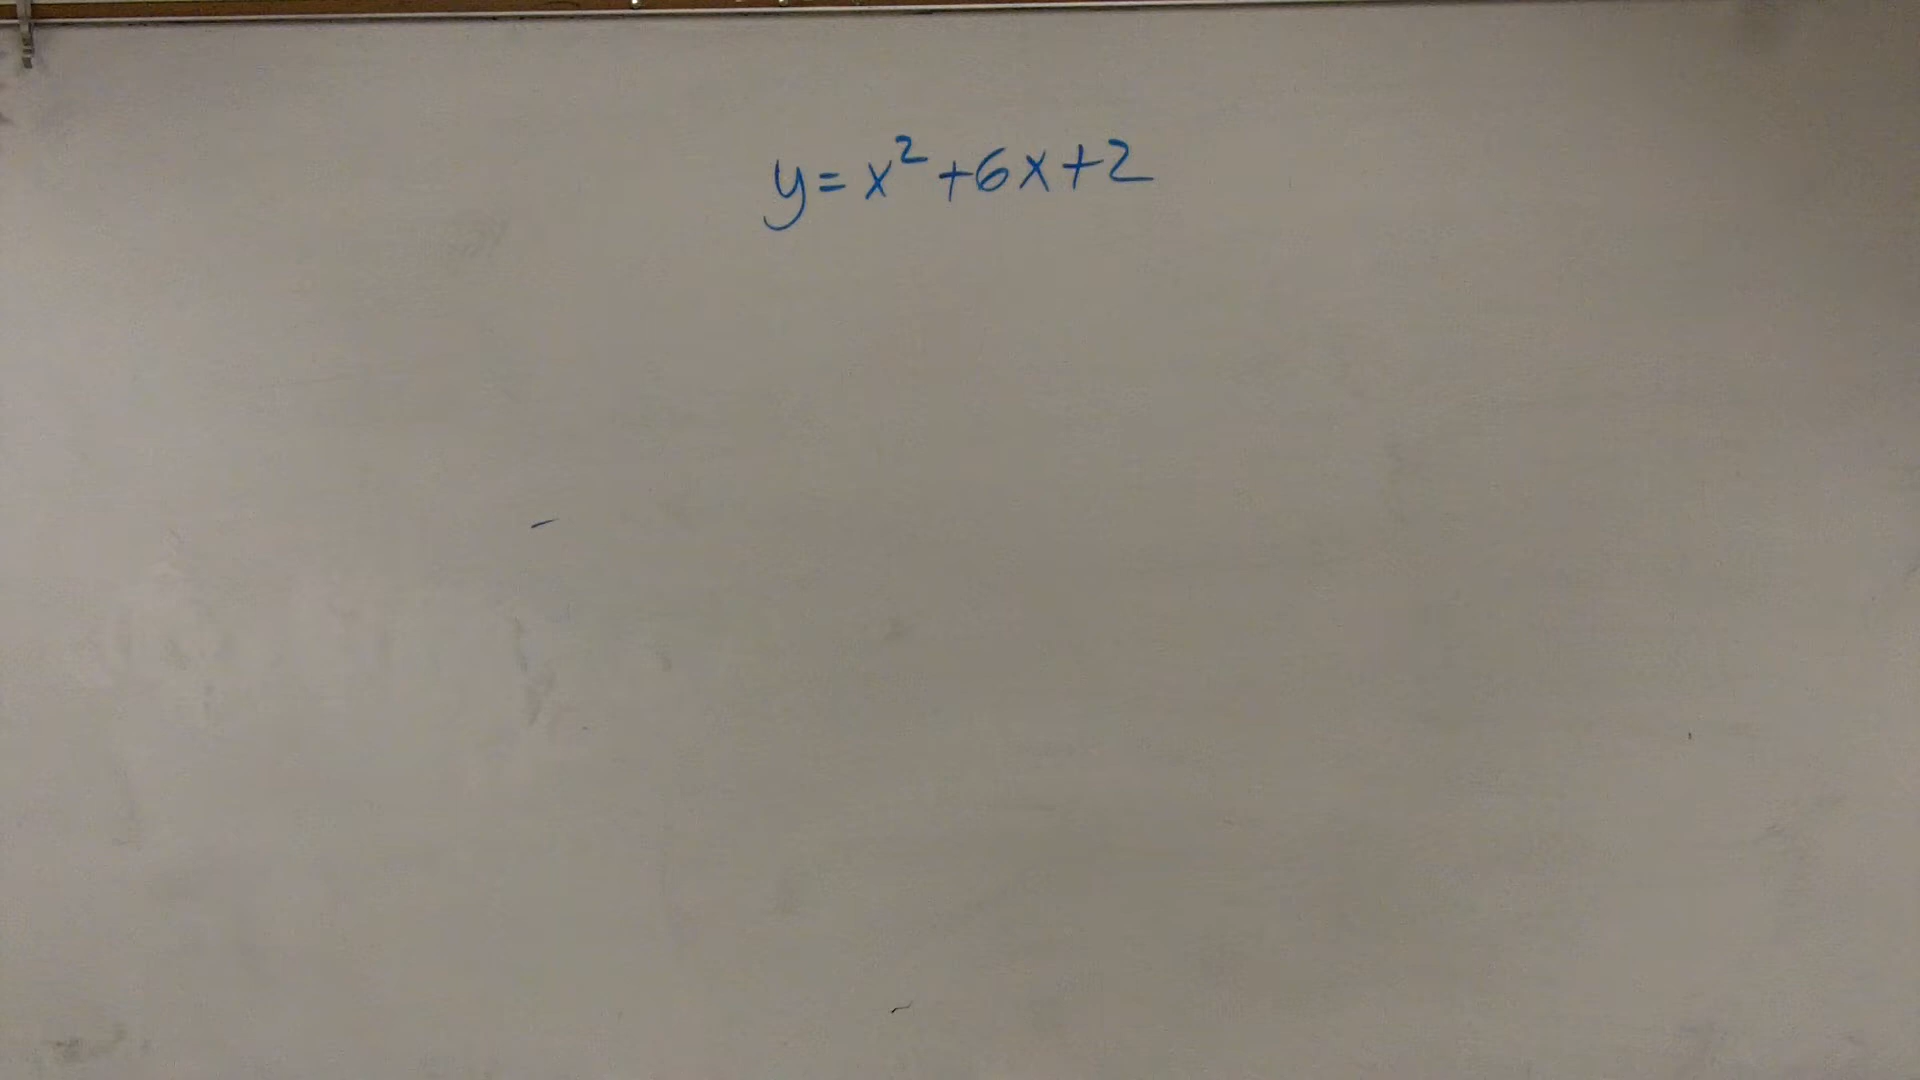 y = x² + 6x + 2